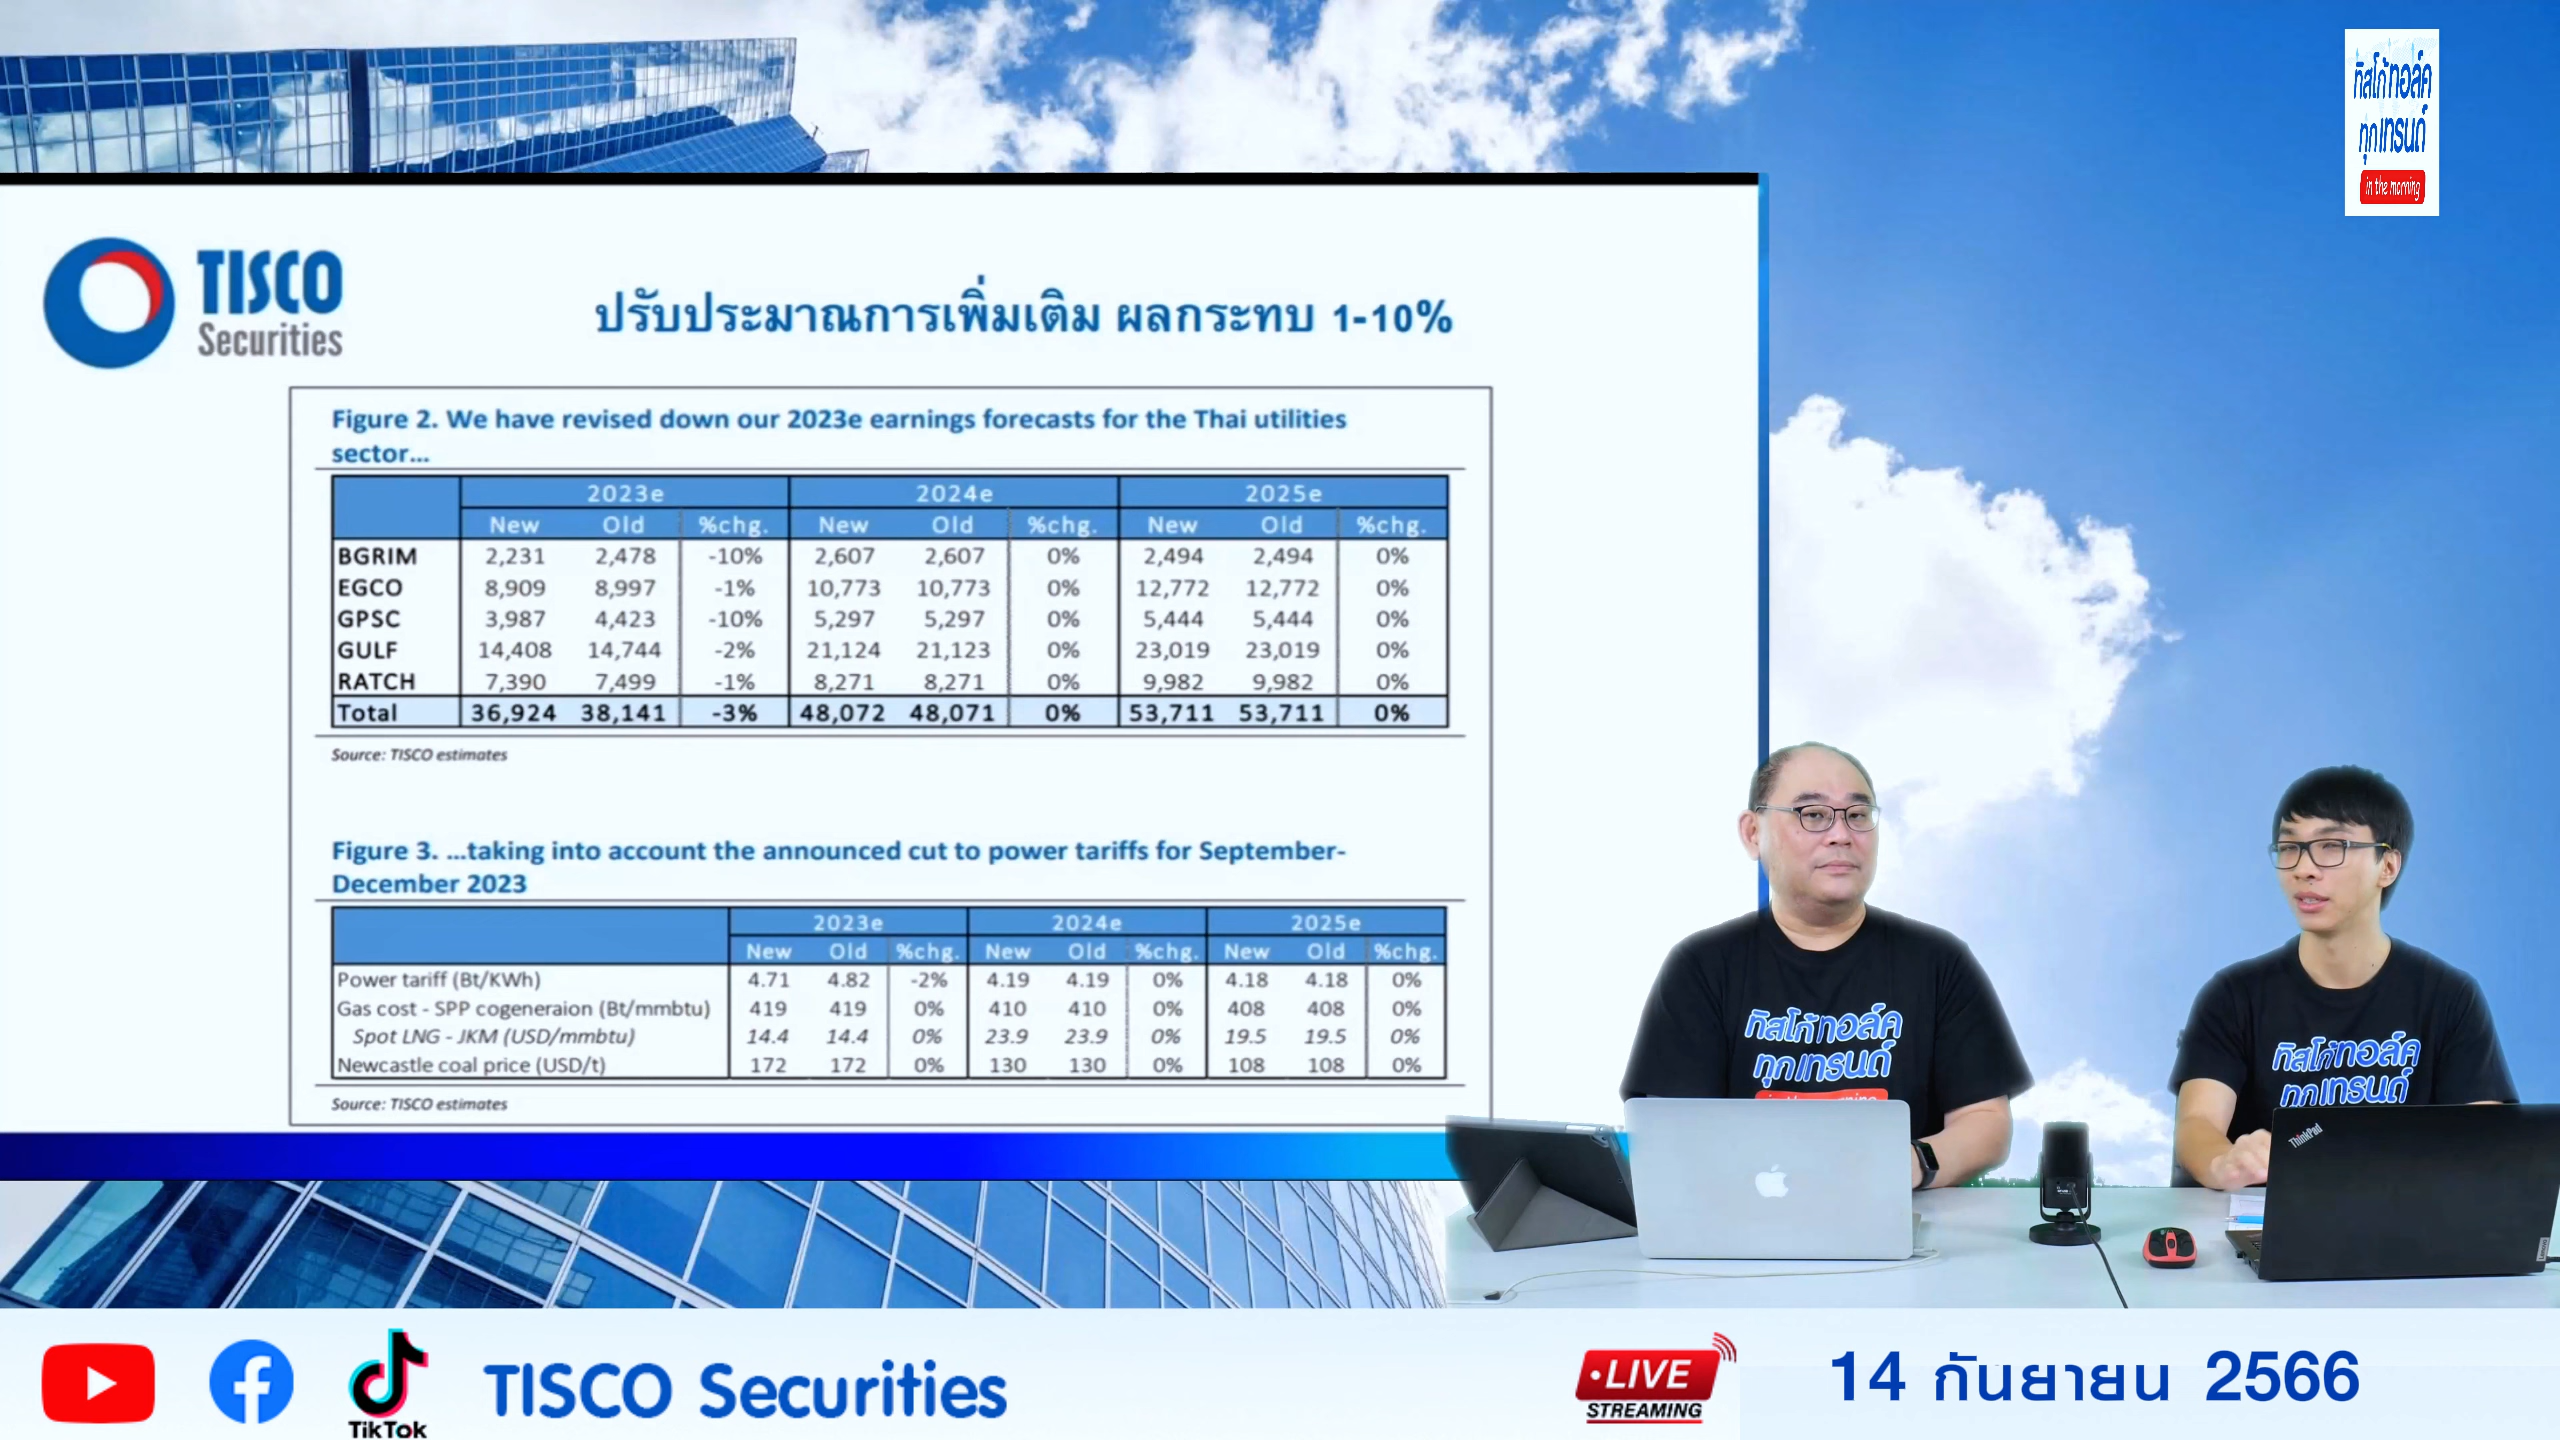 ทิสโก้ทอล์ค
ทุกเทรนด์
in the morning
TISCO
Securities
ปรับประมาณการเพิ่มเติม ผลกระทบ 1-10%
Figure 2. We have revised down our 2023e earnings forecasts for the Thai utilities
sector...
2023e 2024e 2025e
New Old %chg. New Old %chg. New Old %chg.
BGRIM 2,231 2,478 -10% 2,607 2,607 0% 2,494 2,494 0%
EGCO 8,909 8,997 -1% 10,773 10,773 0% 12,772 12,772 0%
GPSC 3,987 4,423 -10% 5,297 5,297 0% 5,444 5,444 0%
GULF 14,408 14,744 -2% 21,124 21,123 0% 23,019 23,019 0%
RATCH 7,390 7,499 -1% 8,271 8,271 0% 9,982 9,982 0%
Total 36,924 38,141 -3% 48,072 48,071 0% 53,711 53,711 0%
Source: TISCO estimates
Figure 3. ...taking into account the announced cut to power tariffs for September-
December 2023
2023e 2024e 2025e
New Old %chg. New Old %chg. New Old %chg.
Power tariff (Bt/KWh) 4.71 4.82 -2% 4.19 4.19 0% 4.18 4.18 0%
Gas cost - SPP cogeneraion (Bt/mmbtu) 419 419 0% 410 410 0% 408 408 0%
Spot LNG - JKM (USD/mmbtu) 14.4 14.4 0% 23.9 23.9 0% 19.5 19.5 0%
Newcastle coal price (USD/t) 172 172 0% 130 130 0% 108 108 0%
Source: TISCO estimates
ทิสโก้ทอล์ค
ทุกเทรนด์
ทิสโก้ทอล์ค
ทุกเทรนด์
ThinkPad
Lenovo
TikTok
TISCO Securities
LIVE
STREAMING
14 กันยายน 2566